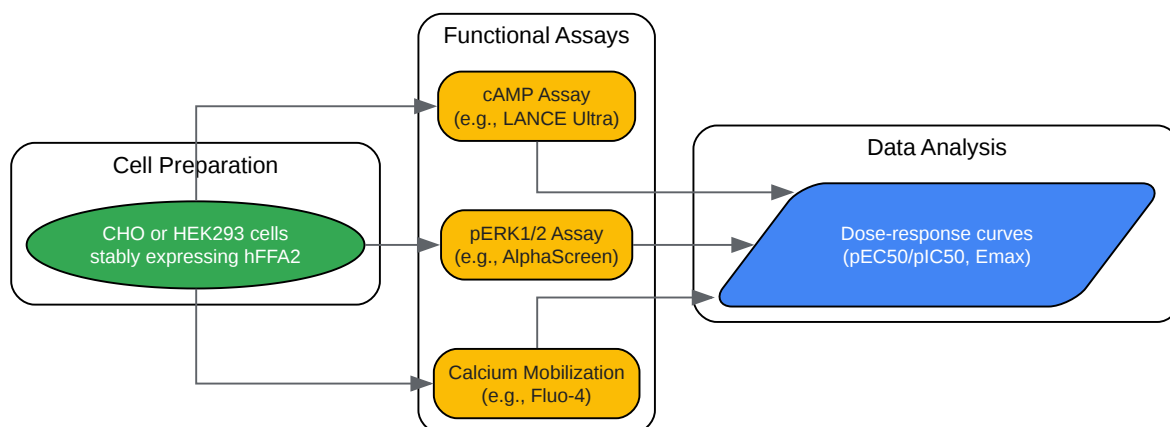 Cell Preparation
CHO or HEK293 cells
stably expressing hFFA2
Functional Assays
cAMP Assay
(e.g., LANCE Ultra)
pERK1/2 Assay
(e.g., AlphaScreen)
Calcium Mobilization
(e.g., Fluo-4)
Data Analysis
Dose-response curves
(pEC50/pIC50, Emax)